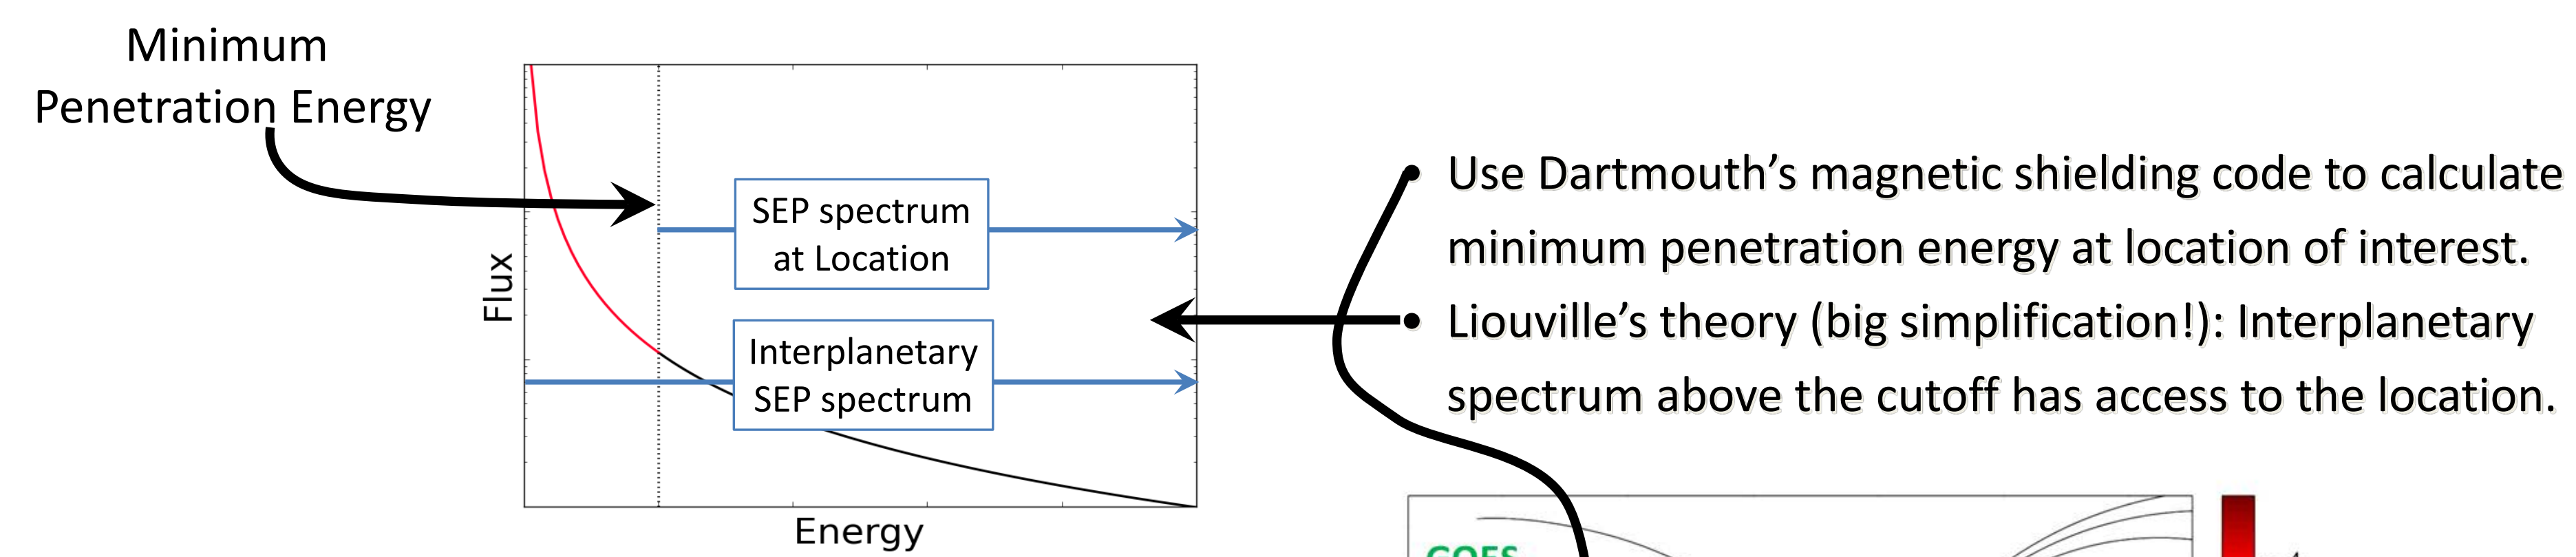 Minimum
Penetration Energy
Flux
SEP spectrum
at Location
Interplanetary
SEP spectrum
Energy
• Use Dartmouth’s magnetic shielding code to calculate
minimum penetration energy at location of interest.
• Liouville’s theory (big simplification!): Interplanetary
spectrum above the cutoff has access to the location.
GOES